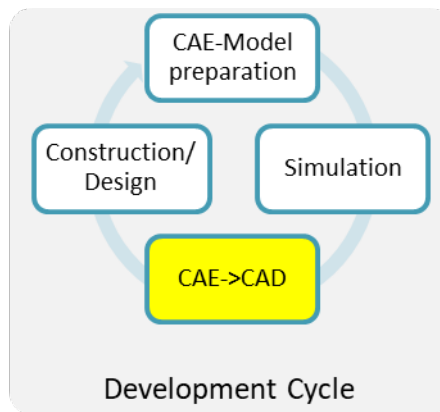 CAE-Model
preparation
Construction/
Design
Simulation
CAE->CAD
Development Cycle